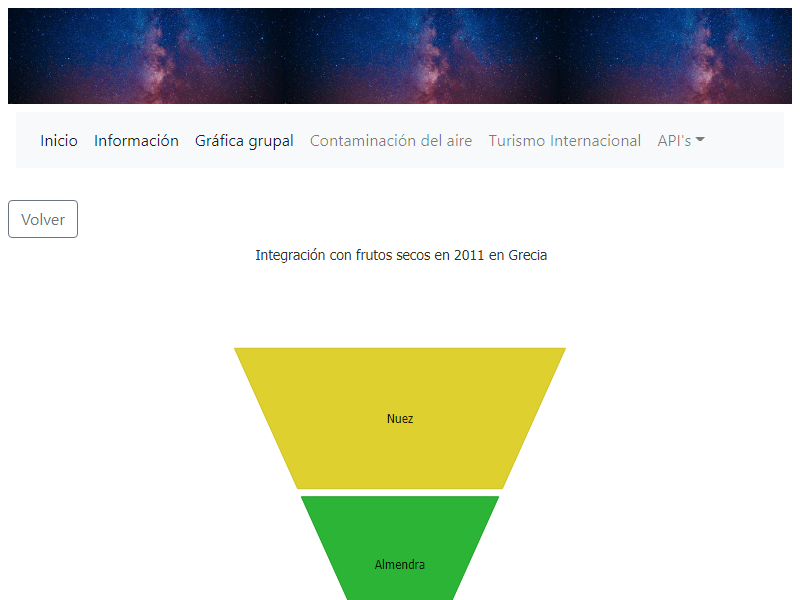 Inicio Información Gráfica grupal Contaminación del aire Turismo Internacional API's
Volver
Integración con frutos secos en 2011 en Grecia
Nuez
Almendra